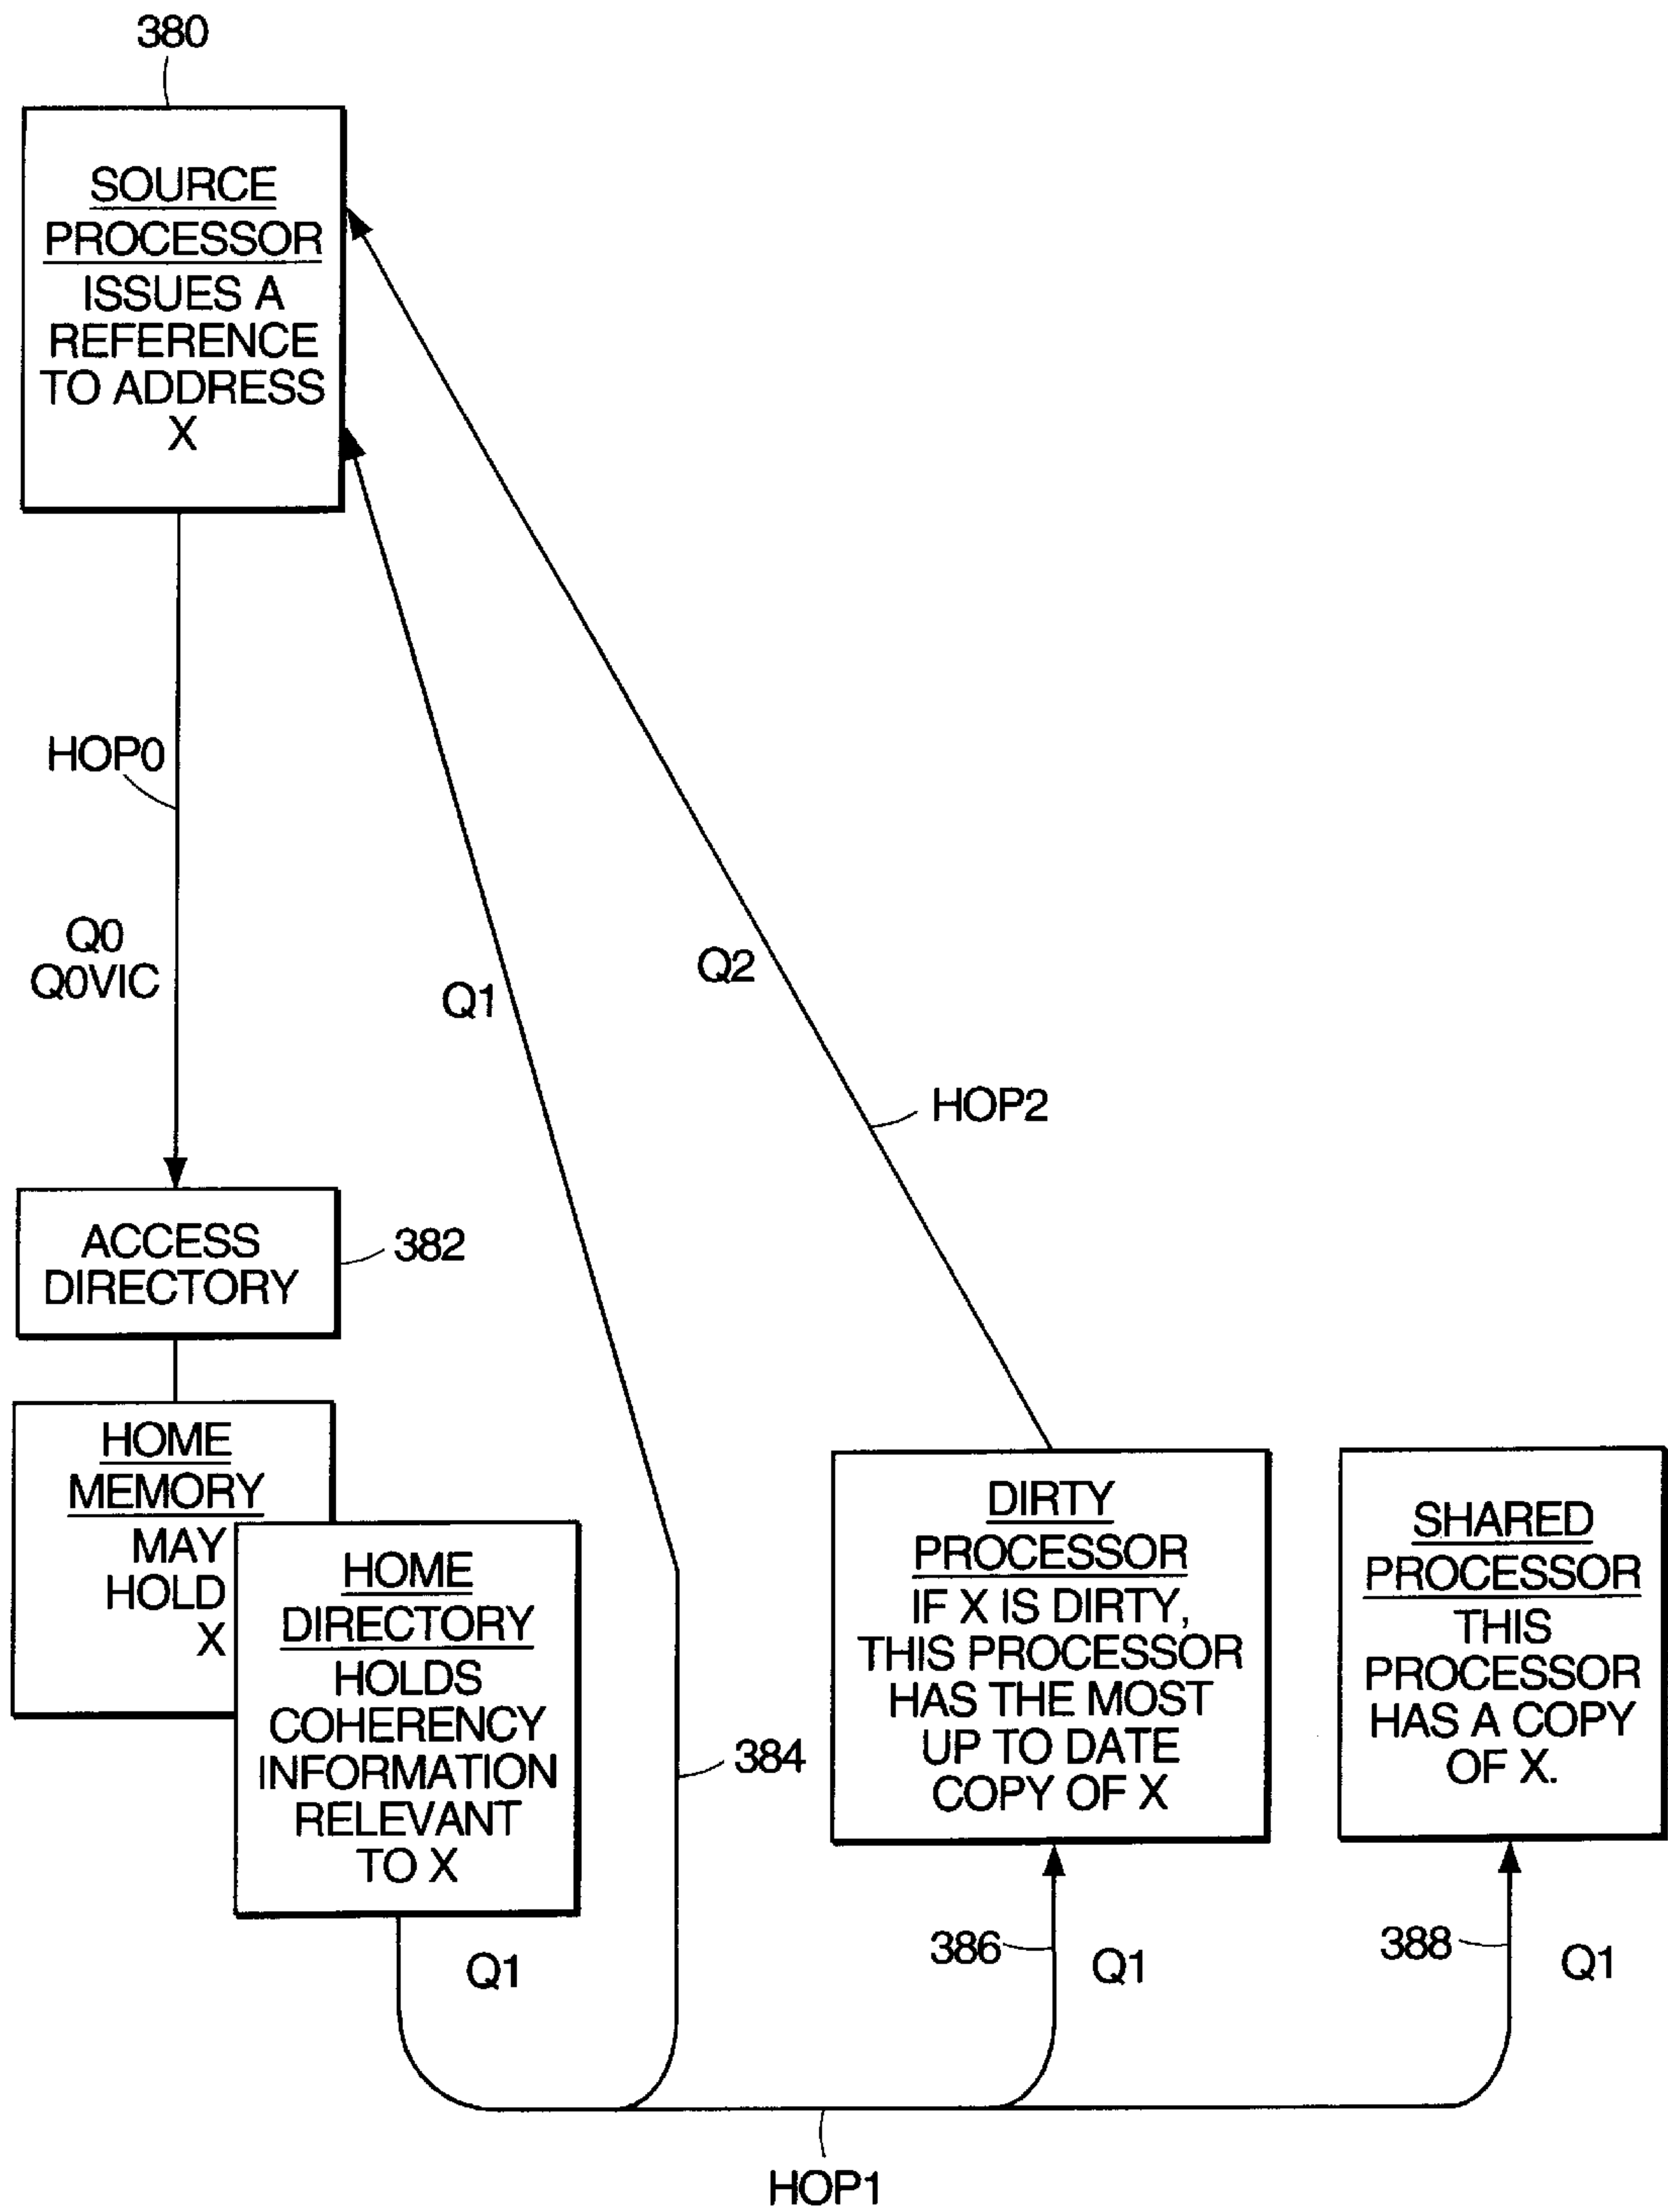 380
SOURCE
PROCESSOR
ISSUES A
REFERENCE
TO ADDRESS
X
HOP0
Q0
Q0VIC
Q1
Q2
HOP2
ACCESS
DIRECTORY
382
HOME
MEMORY
MAY
HOLD
X
HOME
DIRECTORY
HOLDS
COHERENCY
INFORMATION
RELEVANT
TO X
384
DIRTY
PROCESSOR
IF X IS DIRTY,
THIS PROCESSOR
HAS THE MOST
UP TO DATE
COPY OF X
SHARED
PROCESSOR
THIS
PROCESSOR
HAS A COPY
OF X.
Q1
386
Q1
388
Q1
HOP1